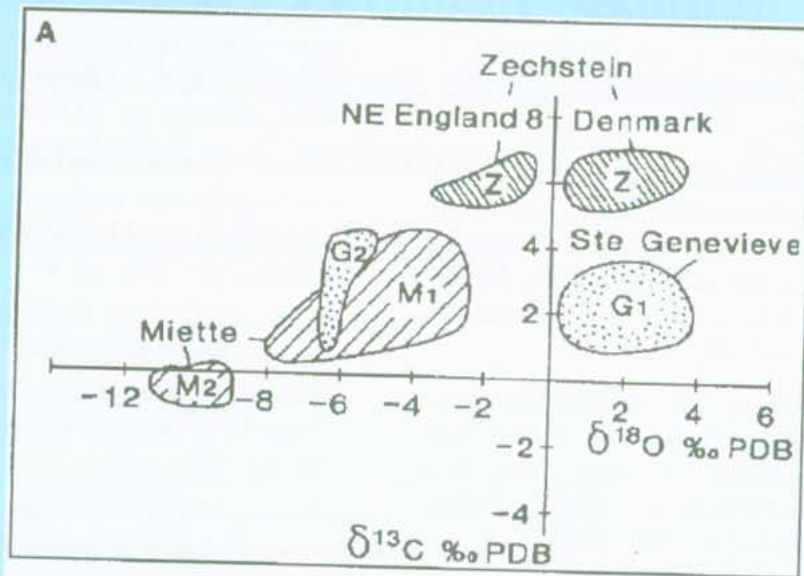 A
Zechstein
NE England 8 Denmark
Z Z
4 Ste Genevieve
G2
M1
2 G1
Miette
M2
-12 -8 -6 -4 -2 2 4 6
δ18O ‰ PDB
-2
-4
δ13C ‰ PDB